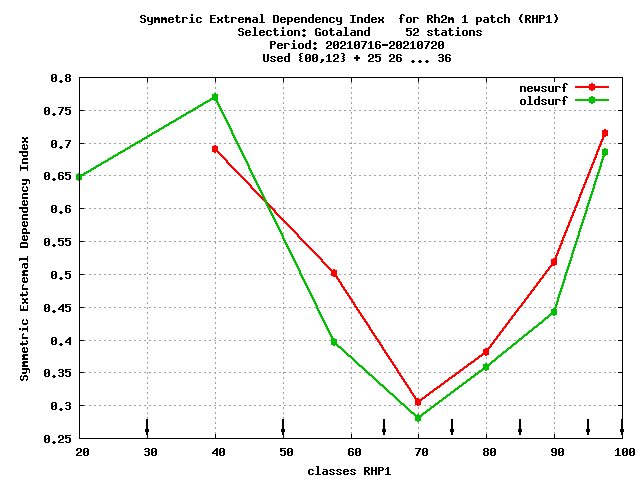 Symmetric Extremal Dependency Index  for Rh2m 1 patch (RHP1)
Selection: Gotaland     52 stations
Period: 20210716-20210720
Used {00,12} + 25 26 ... 36
newsurf
oldsurf
Symmetric Extremal Dependency Index
0.8
0.75
0.7
0.65
0.6
0.55
0.5
0.45
0.4
0.35
0.3
0.25
20 30 40 50 60 70 80 90 100
classes RHP1